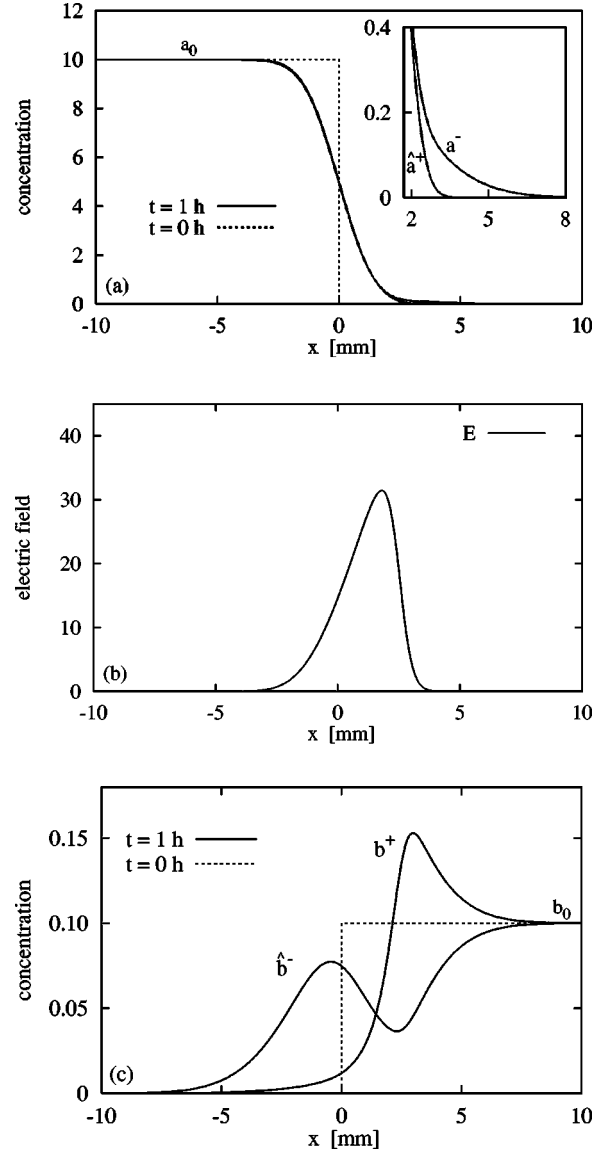 12
10
8
6
4
2
0
concentration
a0
t = 1 h
t = 0 h
(a)
0.4
0.2
0
â+
a-
2
5
8
-10
-5
0
5
10
x [mm]
40
30
20
10
0
electric field
E
(b)
-10
-5
0
5
10
x [mm]
0.15
0.10
0.05
0
concentration
t = 1 h
t = 0 h
b+
b0
b̂-
(c)
-10
-5
0
5
10
x [mm]